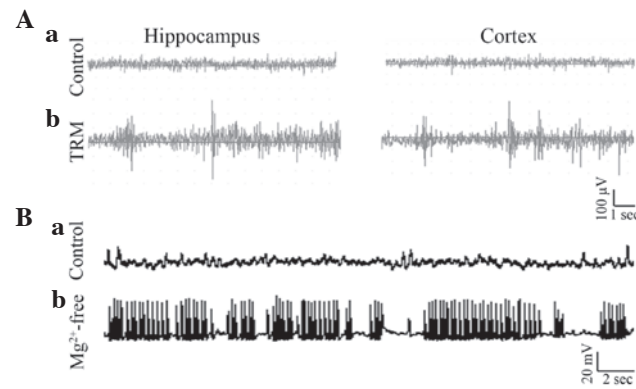 A
a
Hippocampus
Cortex
Control
b
TRM
100 μV
1 sec
B
a
Control
b
Mg²⁺-free
20 mV
2 sec